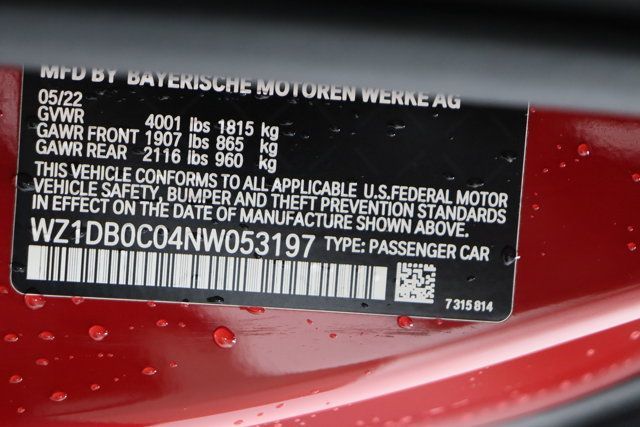 MFD BY BAYERISCHE MOTOREN WERKE AG
05/22
GVWR 4001 lbs 1815 kg
GAWR FRONT 1907 lbs 865 kg
GAWR REAR 2116 lbs 960 kg
THIS VEHICLE CONFORMS TO ALL APPLICABLE U.S.FEDERAL MOTOR
VEHICLE SAFETY, BUMPER AND THEFT PREVENTION STANDARDS
IN EFFECT ON THE DATE OF MANUFACTURE SHOWN ABOVE.
WZ1DB0C04NW053197 TYPE: PASSENGER CAR
7 315 814